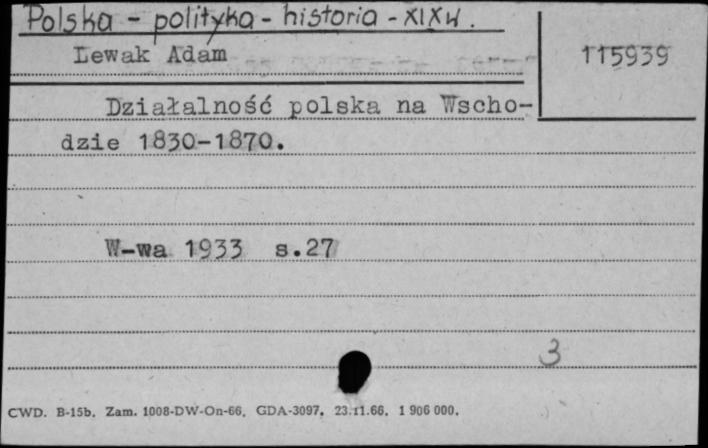 Polska - polityka - historia - XIXw.
Lewak Adam
115939
Działalność polska na Wscho-
dzie 1830-1870.
W-wa 1933 s.27
3
CWD. B-15b. Zam. 1008-DW-On-66. GDA-3097. 23.11.66. 1 906 000.